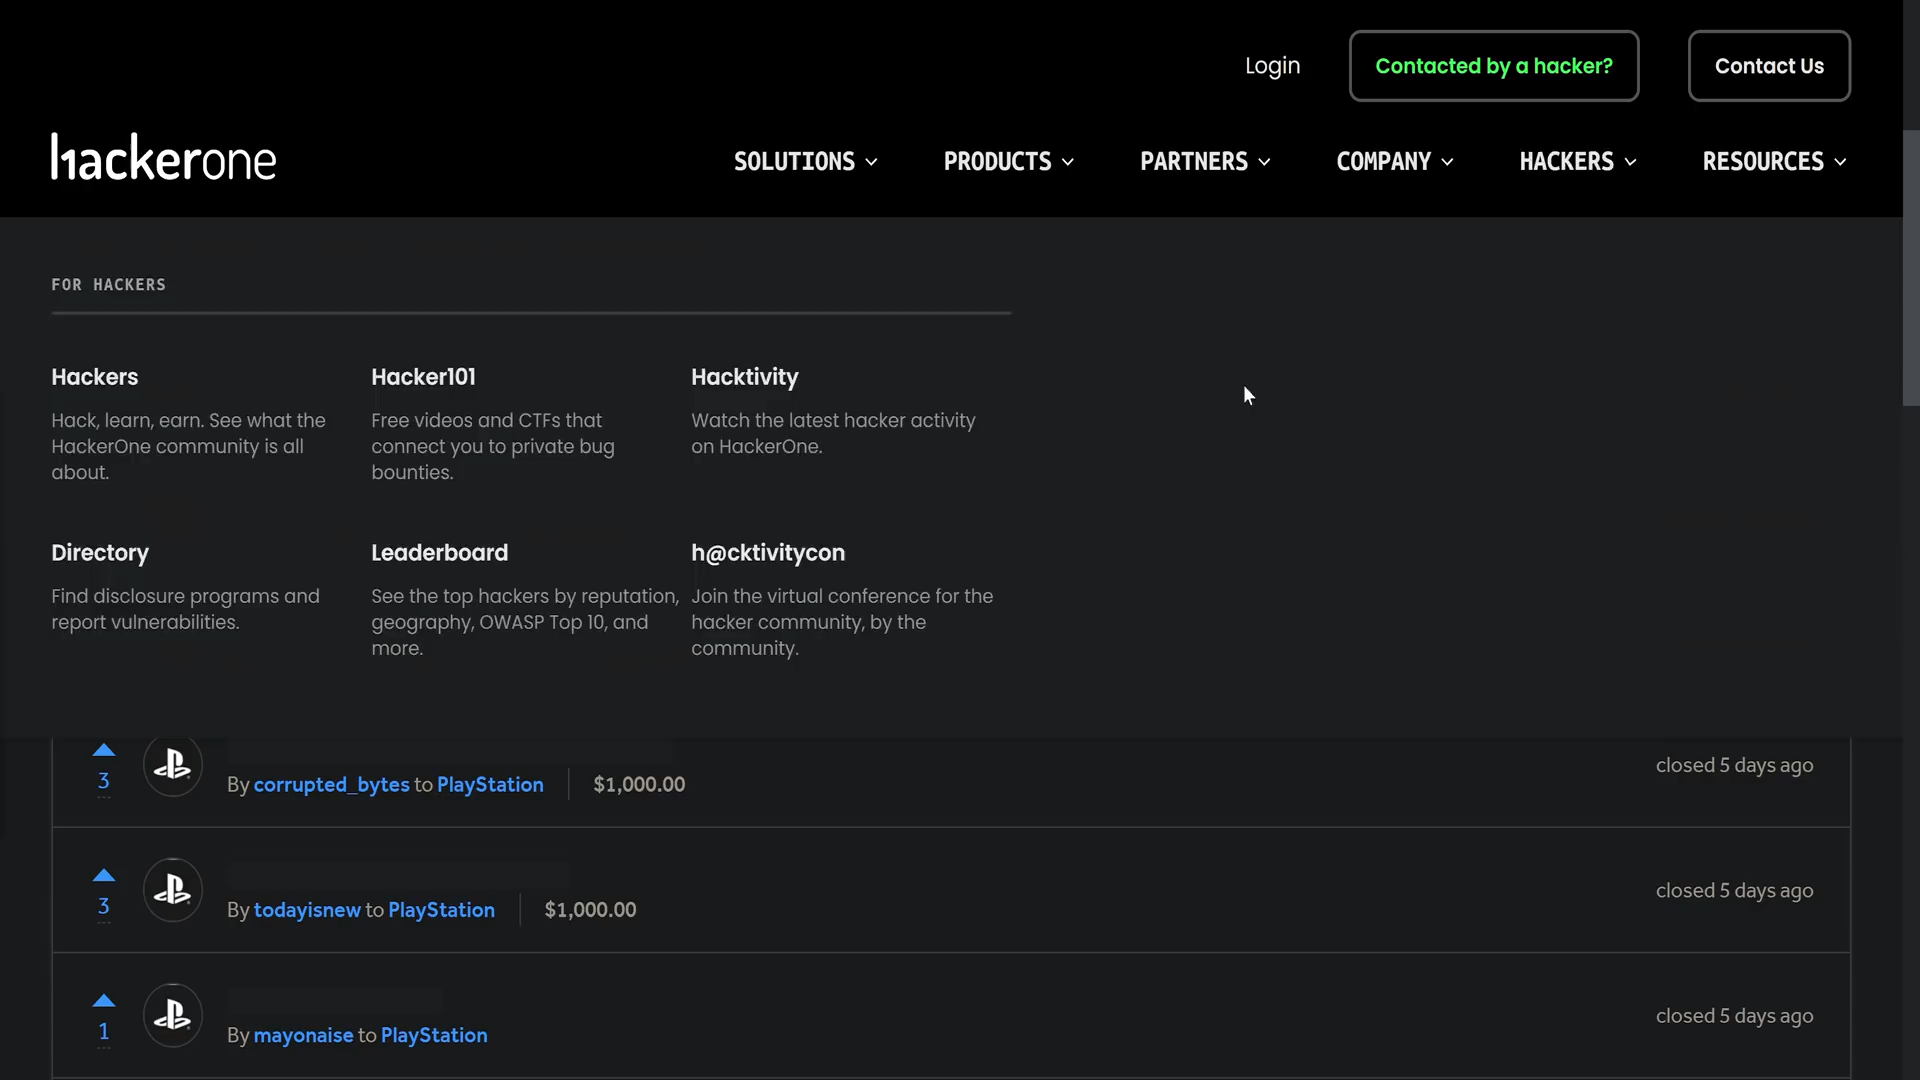 Login
Contacted by a hacker?
Contact Us
hackerone
SOLUTIONS
PRODUCTS
PARTNERS
COMPANY
HACKERS
RESOURCES
FOR HACKERS
Hackers
Hack, learn, earn. See what the
HackerOne community is all
about.
Hacker101
Free videos and CTFs that
connect you to private bug
bounties.
Hacktivity
Watch the latest hacker activity
on HackerOne.
Directory
Find disclosure programs and
report vulnerabilities.
Leaderboard
See the top hackers by reputation,
geography, OWASP Top 10, and
more.
h@cktivitycon
Join the virtual conference for the
hacker community, by the
community.
3
By corrupted_bytes to PlayStation
$1,000.00
closed 5 days ago
3
By todayisnew to PlayStation
$1,000.00
closed 5 days ago
1
By mayonaise to PlayStation
closed 5 days ago